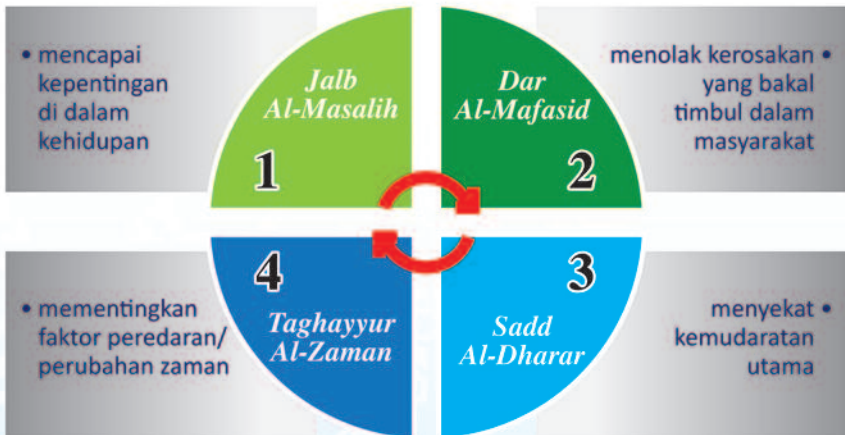 • mencapai
kepentingan
di dalam
kehidupan
Jalb
Al-Masalih
1
Dar
Al-Mafasid
2
menolak kerosakan •
yang bakal
timbul dalam
masyarakat
• mementingkan
faktor peredaran/
perubahan zaman
4
Taghayyur
Al-Zaman
3
Sadd
Al-Dharar
menyekat •
kemudaratan
utama